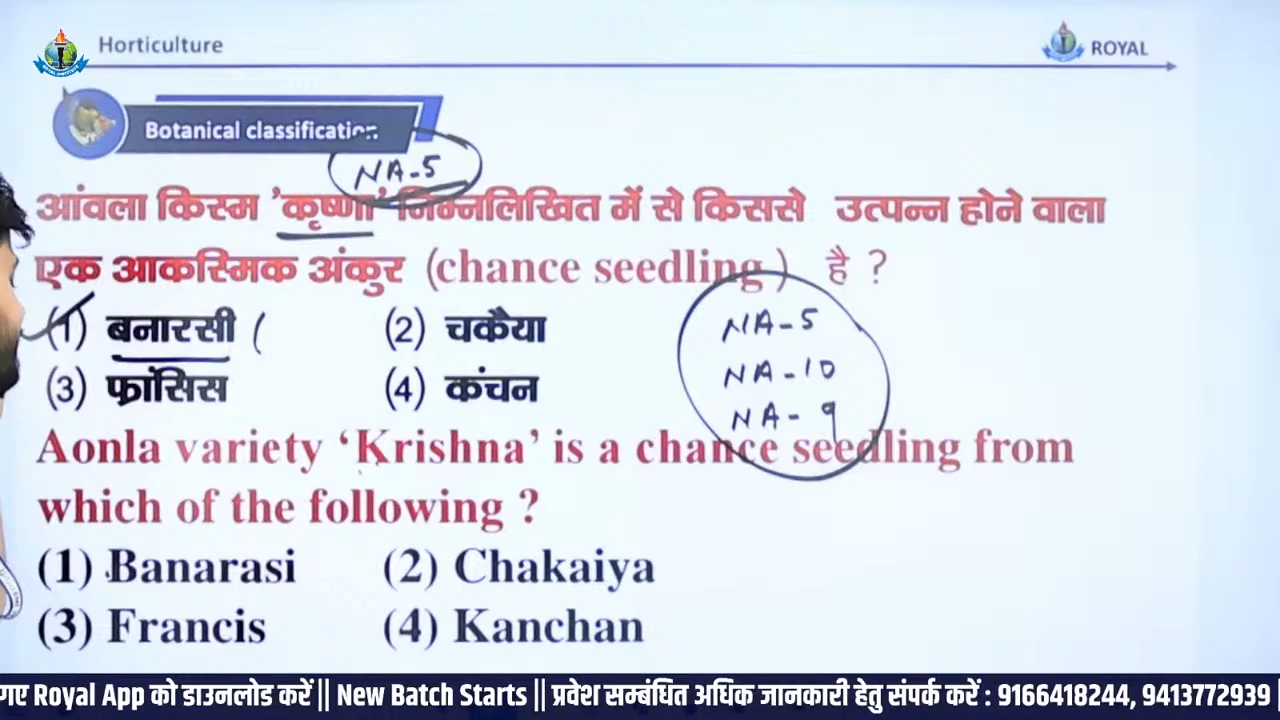 Horticulture
ROYAL
Botanical classification
NA-5
आंवला किस्म 'कृष्णा' निम्नलिखित में से किससे उत्पन्न होने वाला
एक आकस्मिक अंकुर (chance seedling) है ?
(1) बनारसी ( (2) चकैया
NA-5
NA-10
(3) फ्रांसिस (4) कंचन
NA-9
Aonla variety ‘Krishna’ is a chance seedling from
which of the following ?
(1) Banarasi (2) Chakaiya
(3) Francis (4) Kanchan
गए Royal App को डाउनलोड करें || New Batch Starts || प्रवेश सम्बंधित अधिक जानकारी हेतु संपर्क करें : 9166418244, 9413772939 |